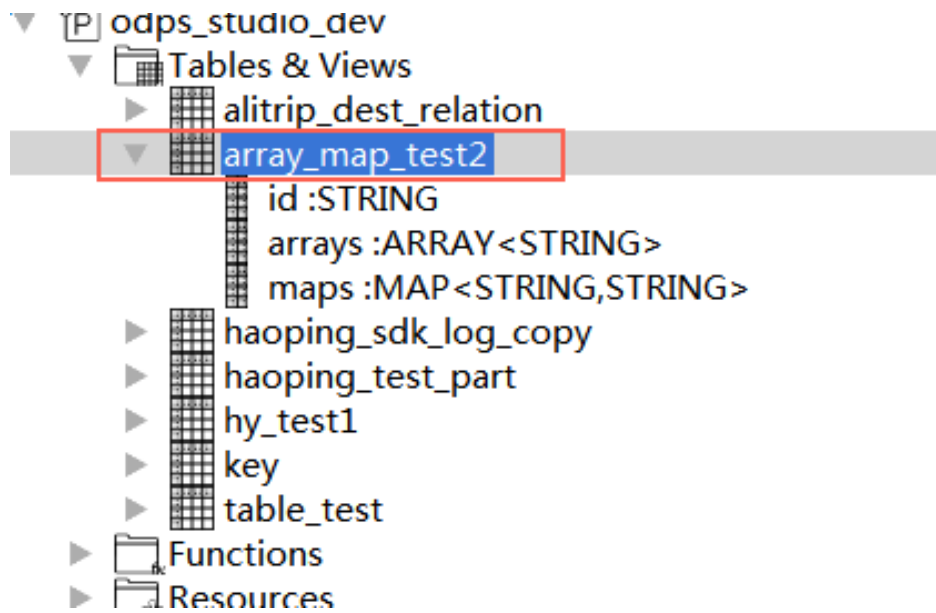 odps_studio_dev
Tables & Views
alitrip_dest_relation
array_map_test2
id :STRING
arrays :ARRAY<STRING>
maps :MAP<STRING,STRING>
haoping_sdk_log_copy
haoping_test_part
hy_test1
key
table_test
Functions
Resources